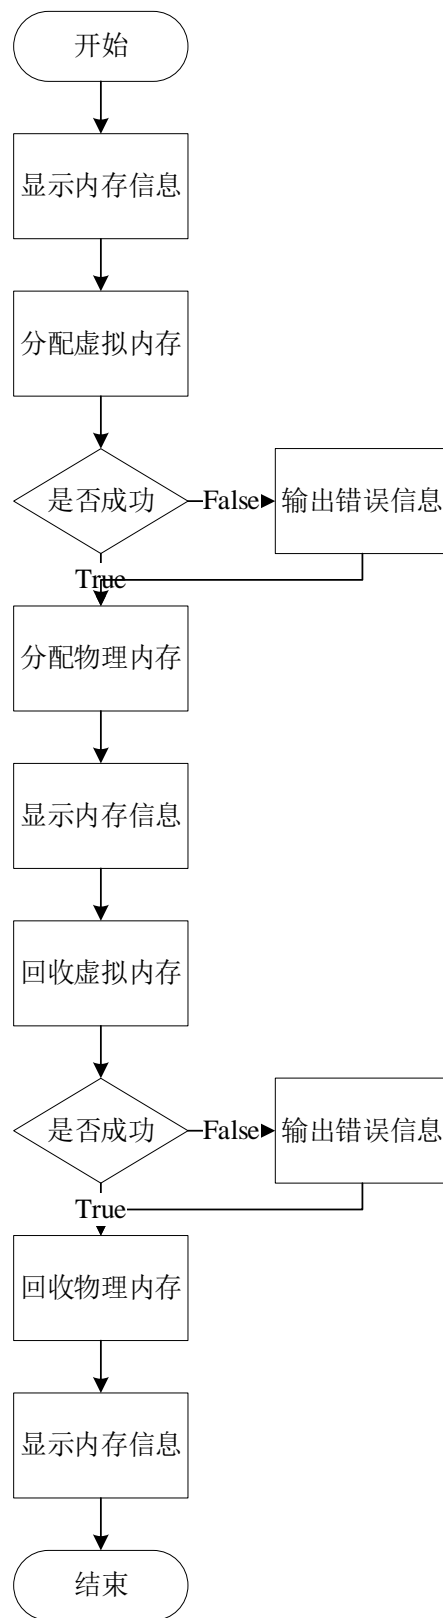 开始
显示内存信息
分配虚拟内存
是否成功
False
输出错误信息
True
分配物理内存
显示内存信息
回收虚拟内存
是否成功
False
输出错误信息
True
回收物理内存
显示内存信息
结束